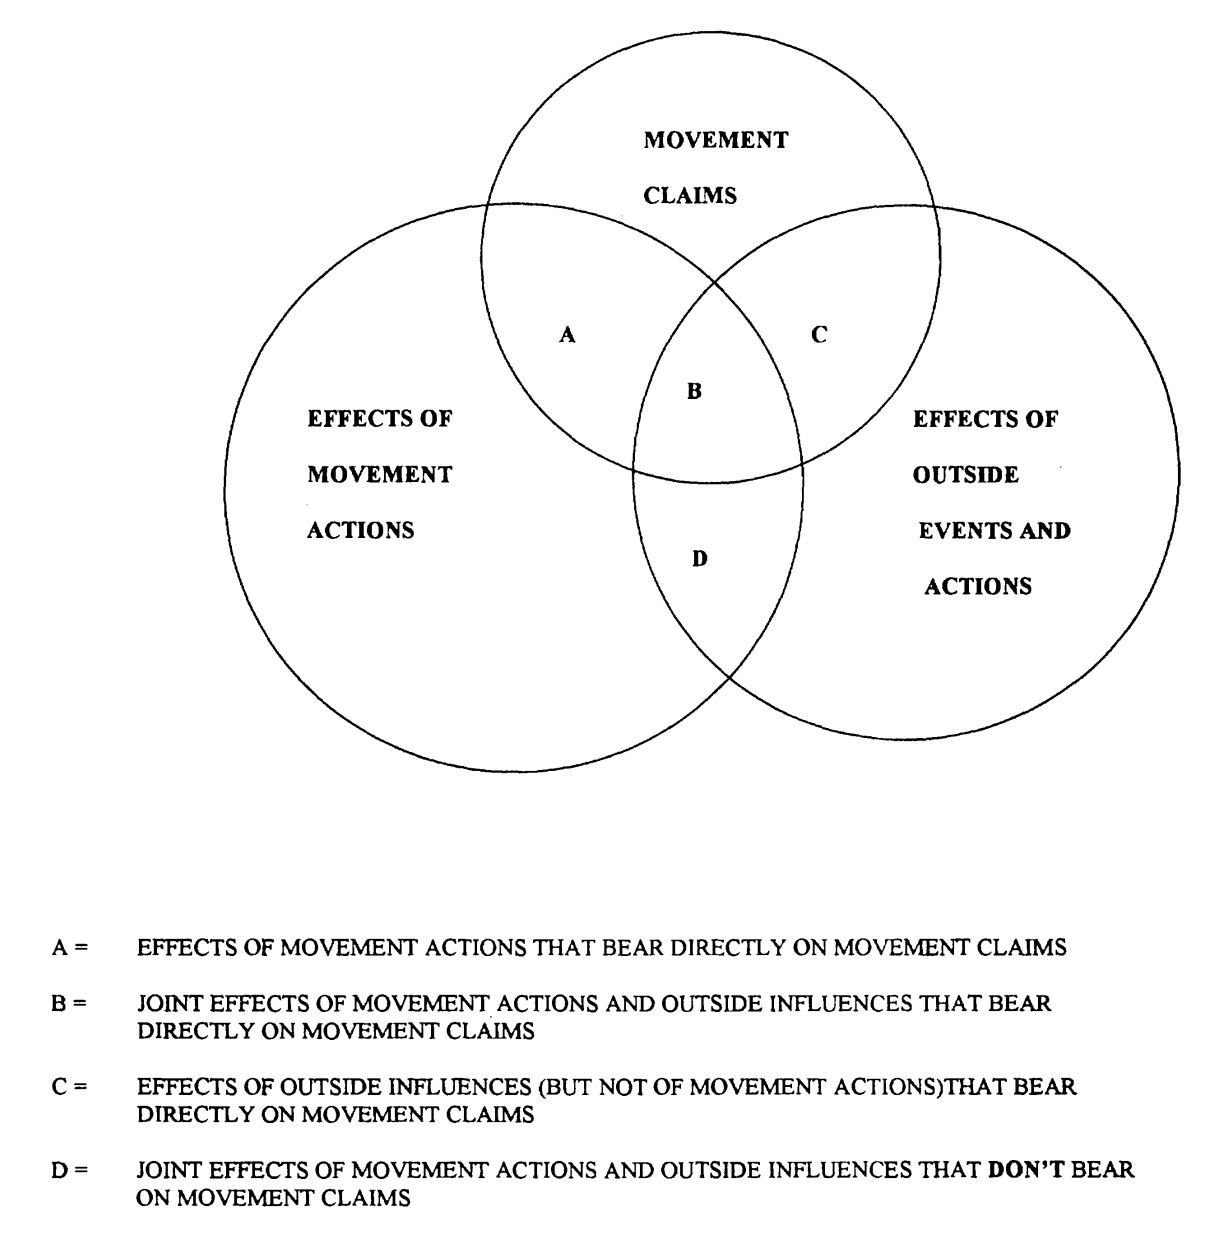 MOVEMENT
CLAIMS
A
C
B
EFFECTS OF
MOVEMENT
ACTIONS
EFFECTS OF
OUTSIDE
EVENTS AND
ACTIONS
D
A = EFFECTS OF MOVEMENT ACTIONS THAT BEAR DIRECTLY ON MOVEMENT CLAIMS
B = JOINT EFFECTS OF MOVEMENT ACTIONS AND OUTSIDE INFLUENCES THAT BEAR
DIRECTLY ON MOVEMENT CLAIMS
C = EFFECTS OF OUTSIDE INFLUENCES (BUT NOT OF MOVEMENT ACTIONS)THAT BEAR
DIRECTLY ON MOVEMENT CLAIMS
D = JOINT EFFECTS OF MOVEMENT ACTIONS AND OUTSIDE INFLUENCES THAT DON'T BEAR
ON MOVEMENT CLAIMS